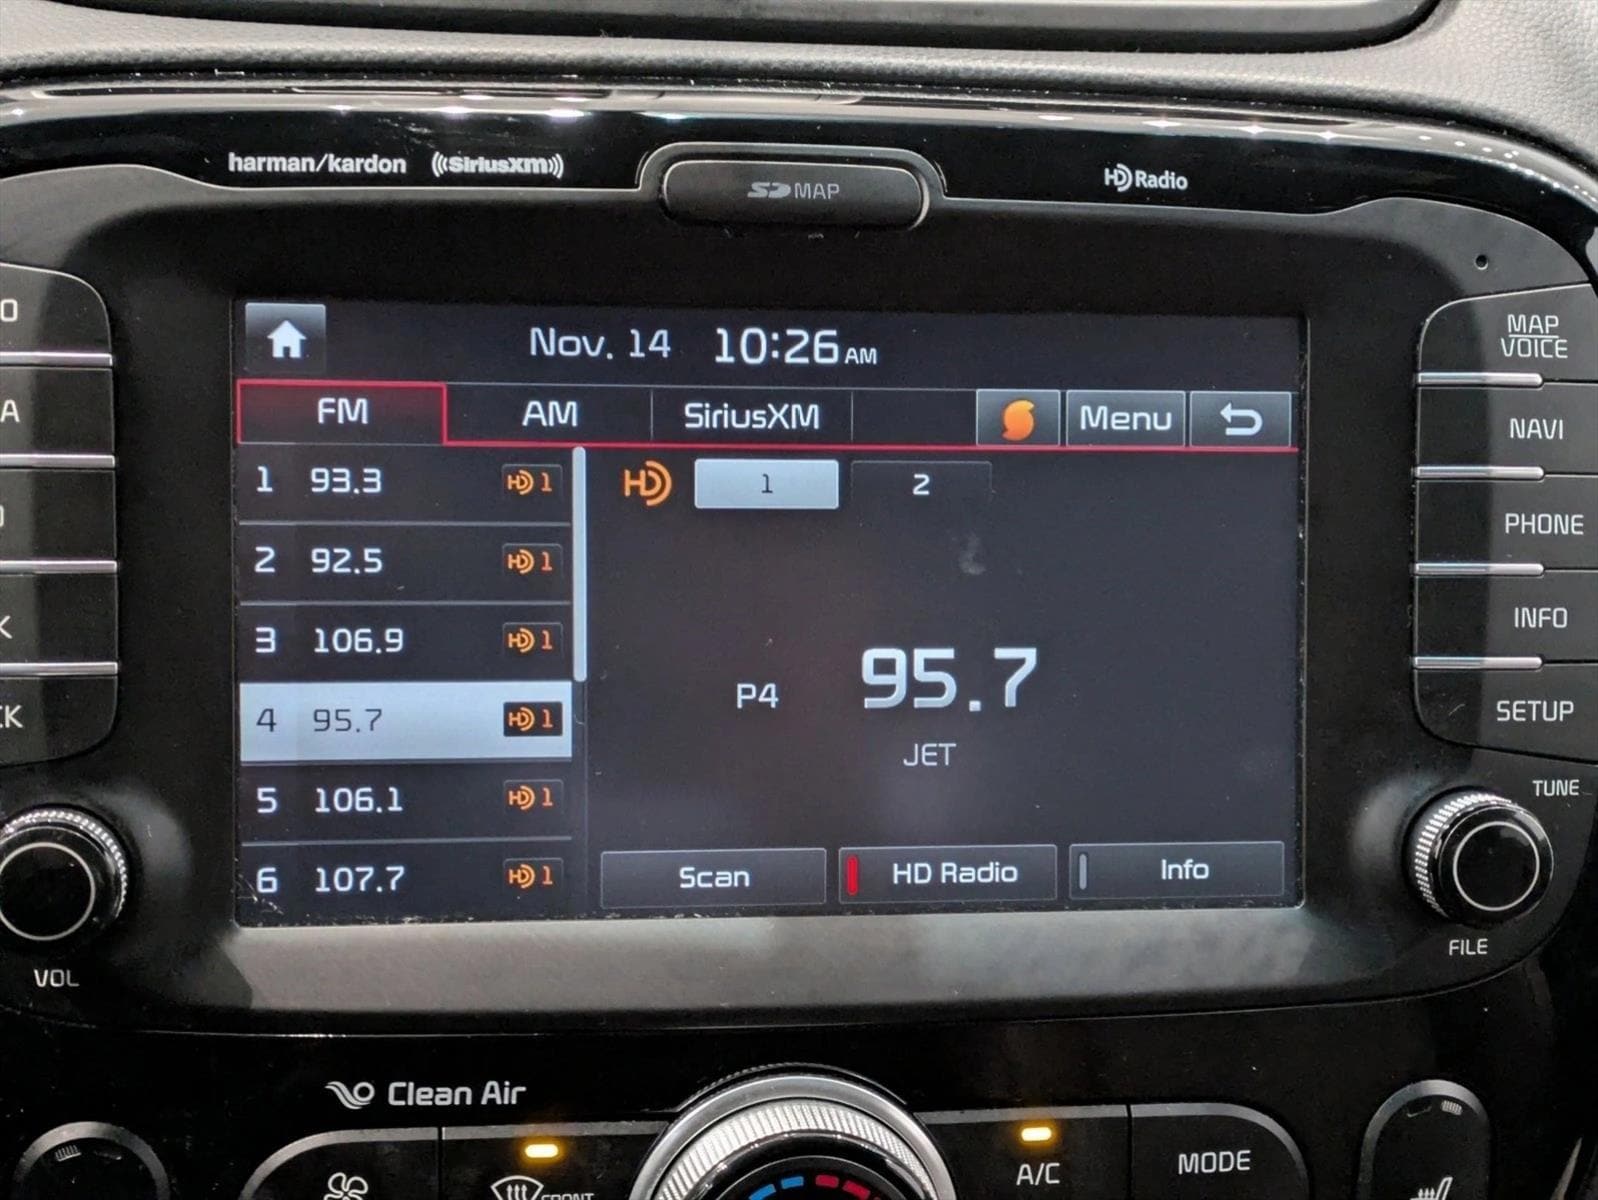 harman/kardon ((SiriusXM)) SD MAP HD Radio
MAP
VOICE
NAVI
PHONE
INFO
SETUP
TUNE
FILE
O
A
K
CK
VOL
Nov. 14 10:26 AM
FM AM SiriusXM Menu
1 93.3 HD 1
2 92.5 HD 1
3 106.9 HD 1
4 95.7 HD 1
5 106.1 HD 1
6 107.7 HD 1
HD 1 2
P4 95.7
JET
Scan HD Radio Info
Clean Air
FRONT
A/C
MODE